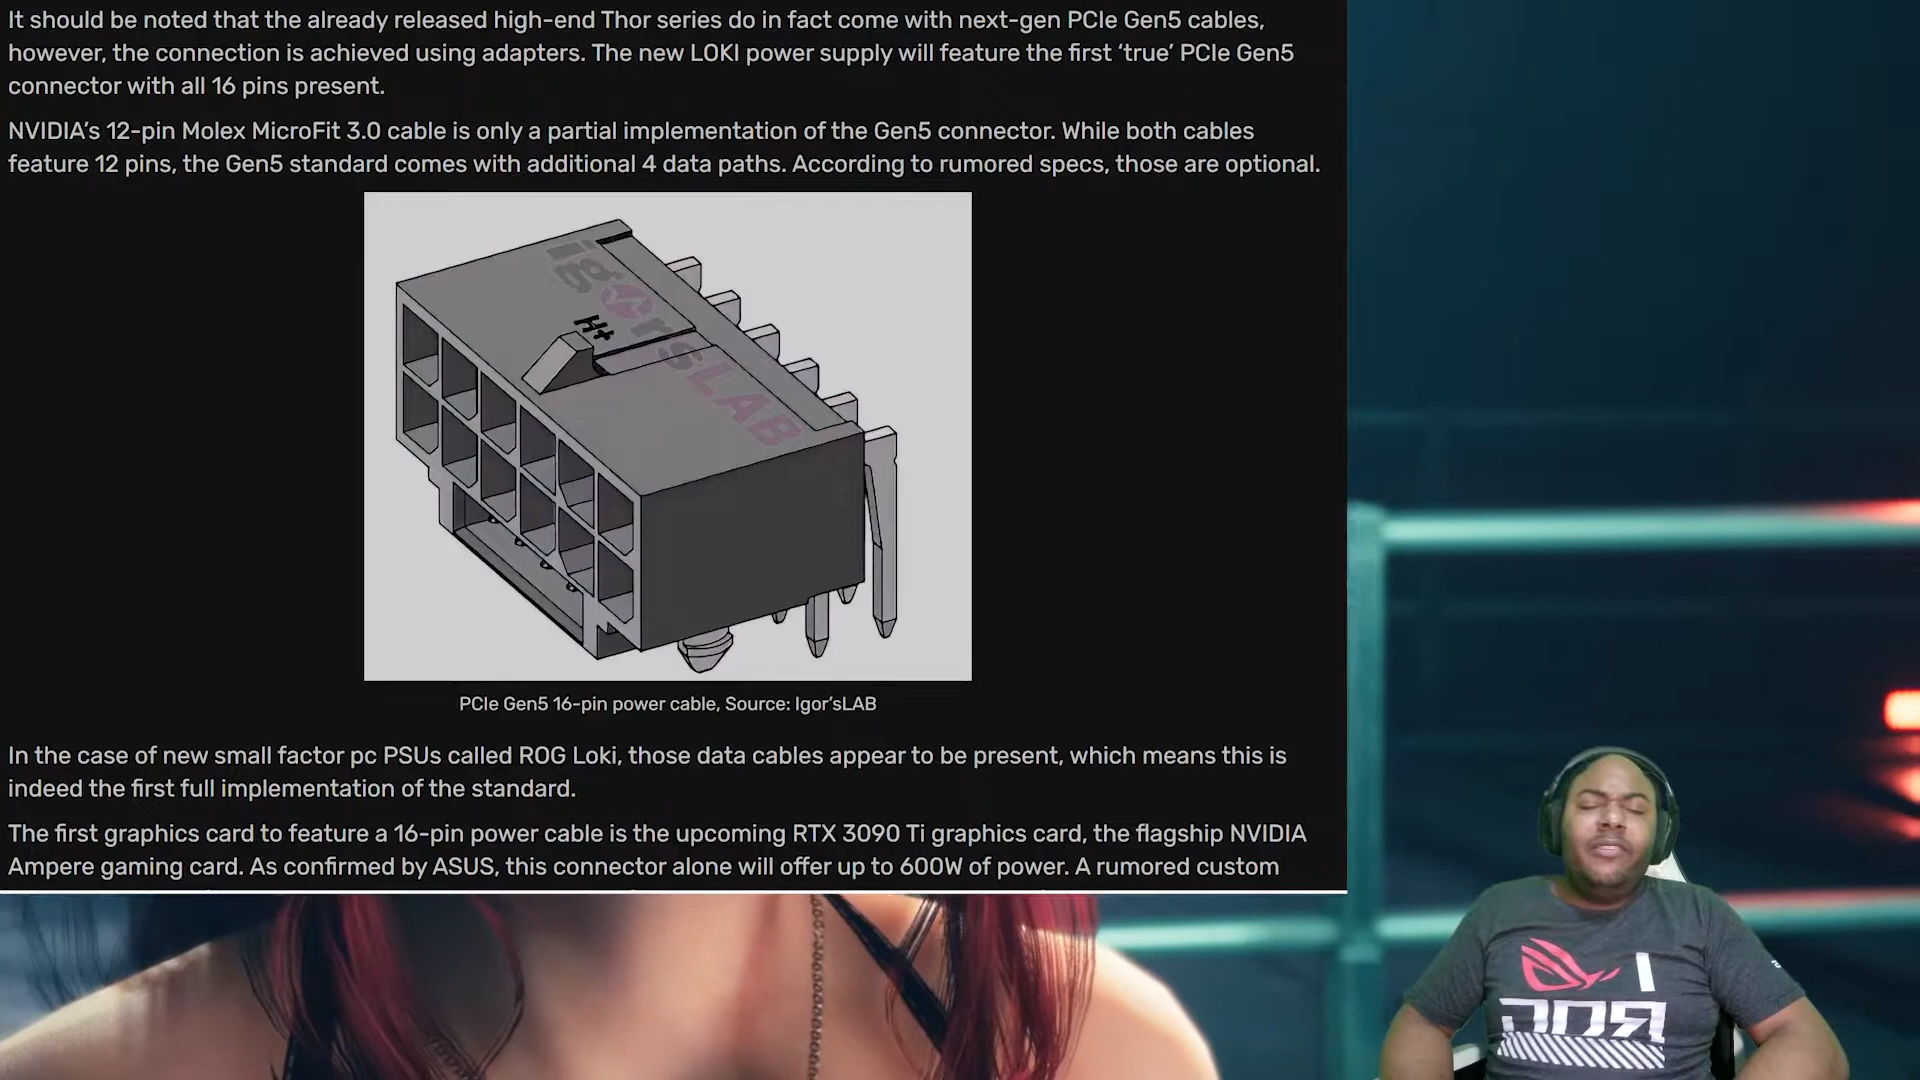 It should be noted that the already released high-end Thor series do in fact come with next-gen PCIe Gen5 cables,
however, the connection is achieved using adapters. The new LOKI power supply will feature the first ‘true’ PCIe Gen5
connector with all 16 pins present.
NVIDIA’s 12-pin Molex MicroFit 3.0 cable is only a partial implementation of the Gen5 connector. While both cables
feature 12 pins, the Gen5 standard comes with additional 4 data paths. According to rumored specs, those are optional.
igorsLAB
H+
PCIe Gen5 16-pin power cable, Source: Igor’sLAB
In the case of new small factor pc PSUs called ROG Loki, those data cables appear to be present, which means this is
indeed the first full implementation of the standard.
The first graphics card to feature a 16-pin power cable is the upcoming RTX 3090 Ti graphics card, the flagship NVIDIA
Ampere gaming card. As confirmed by ASUS, this connector alone will offer up to 600W of power. A rumored custom